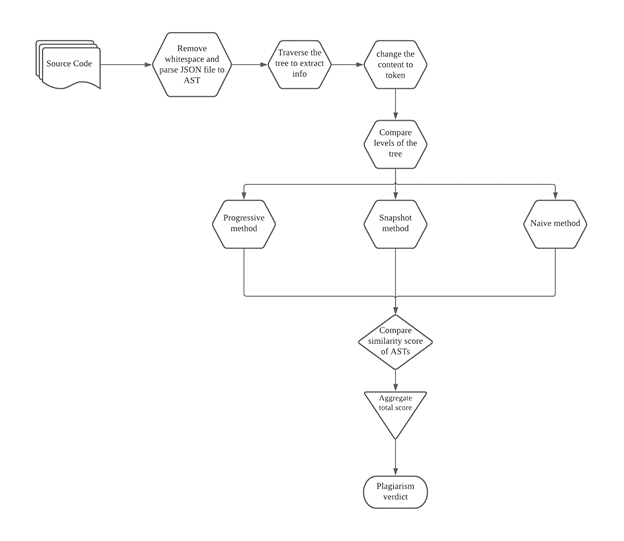 Source Code
Remove
whitespace and
parse JSON file to
AST
Traverse the
tree to extract
info
change the
content to
token
Compare
levels of the
tree
Progressive
method
Snapshot
method
Naive method
Compare
similarity score
of ASTs
Aggregate
total score
Plagiarism
verdict